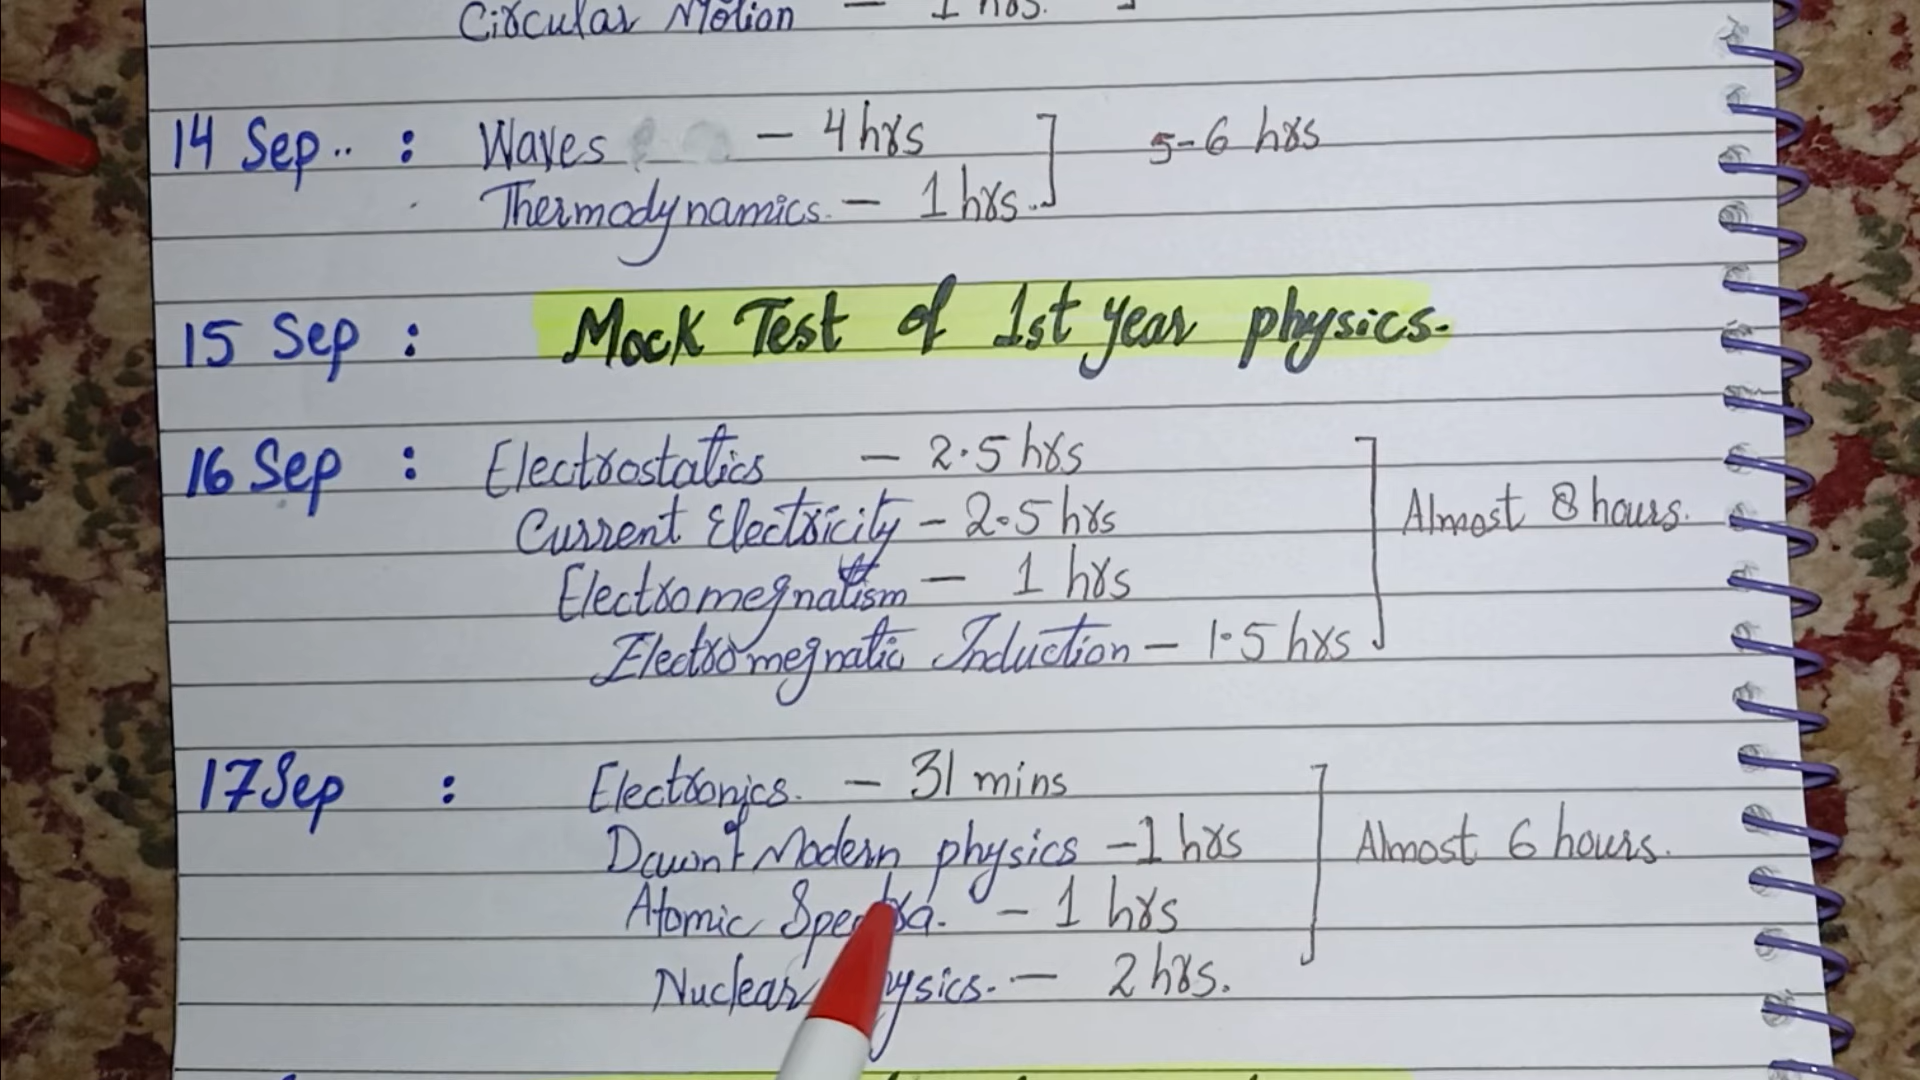 Circular Motion — 1 hrs.
14 Sep.. : Waves — 4 hrs 5-6 hrs
Thermodynamics. — 1 hrs.
15 Sep : Mock Test of 1st year physics.
16 Sep : Electrostatics — 2.5 hrs
Current Electricity — 2.5 hrs Almost 8 hours.
Electromegnatism — 1 hrs
Electromegnatic Induction — 1.5 hrs
17 Sep : Electronics. — 31 mins
Dawn of Modern physics — 1 hrs Almost 6 hours.
Atomic Spectra. — 1 hrs
Nuclear physics. — 2 hrs.